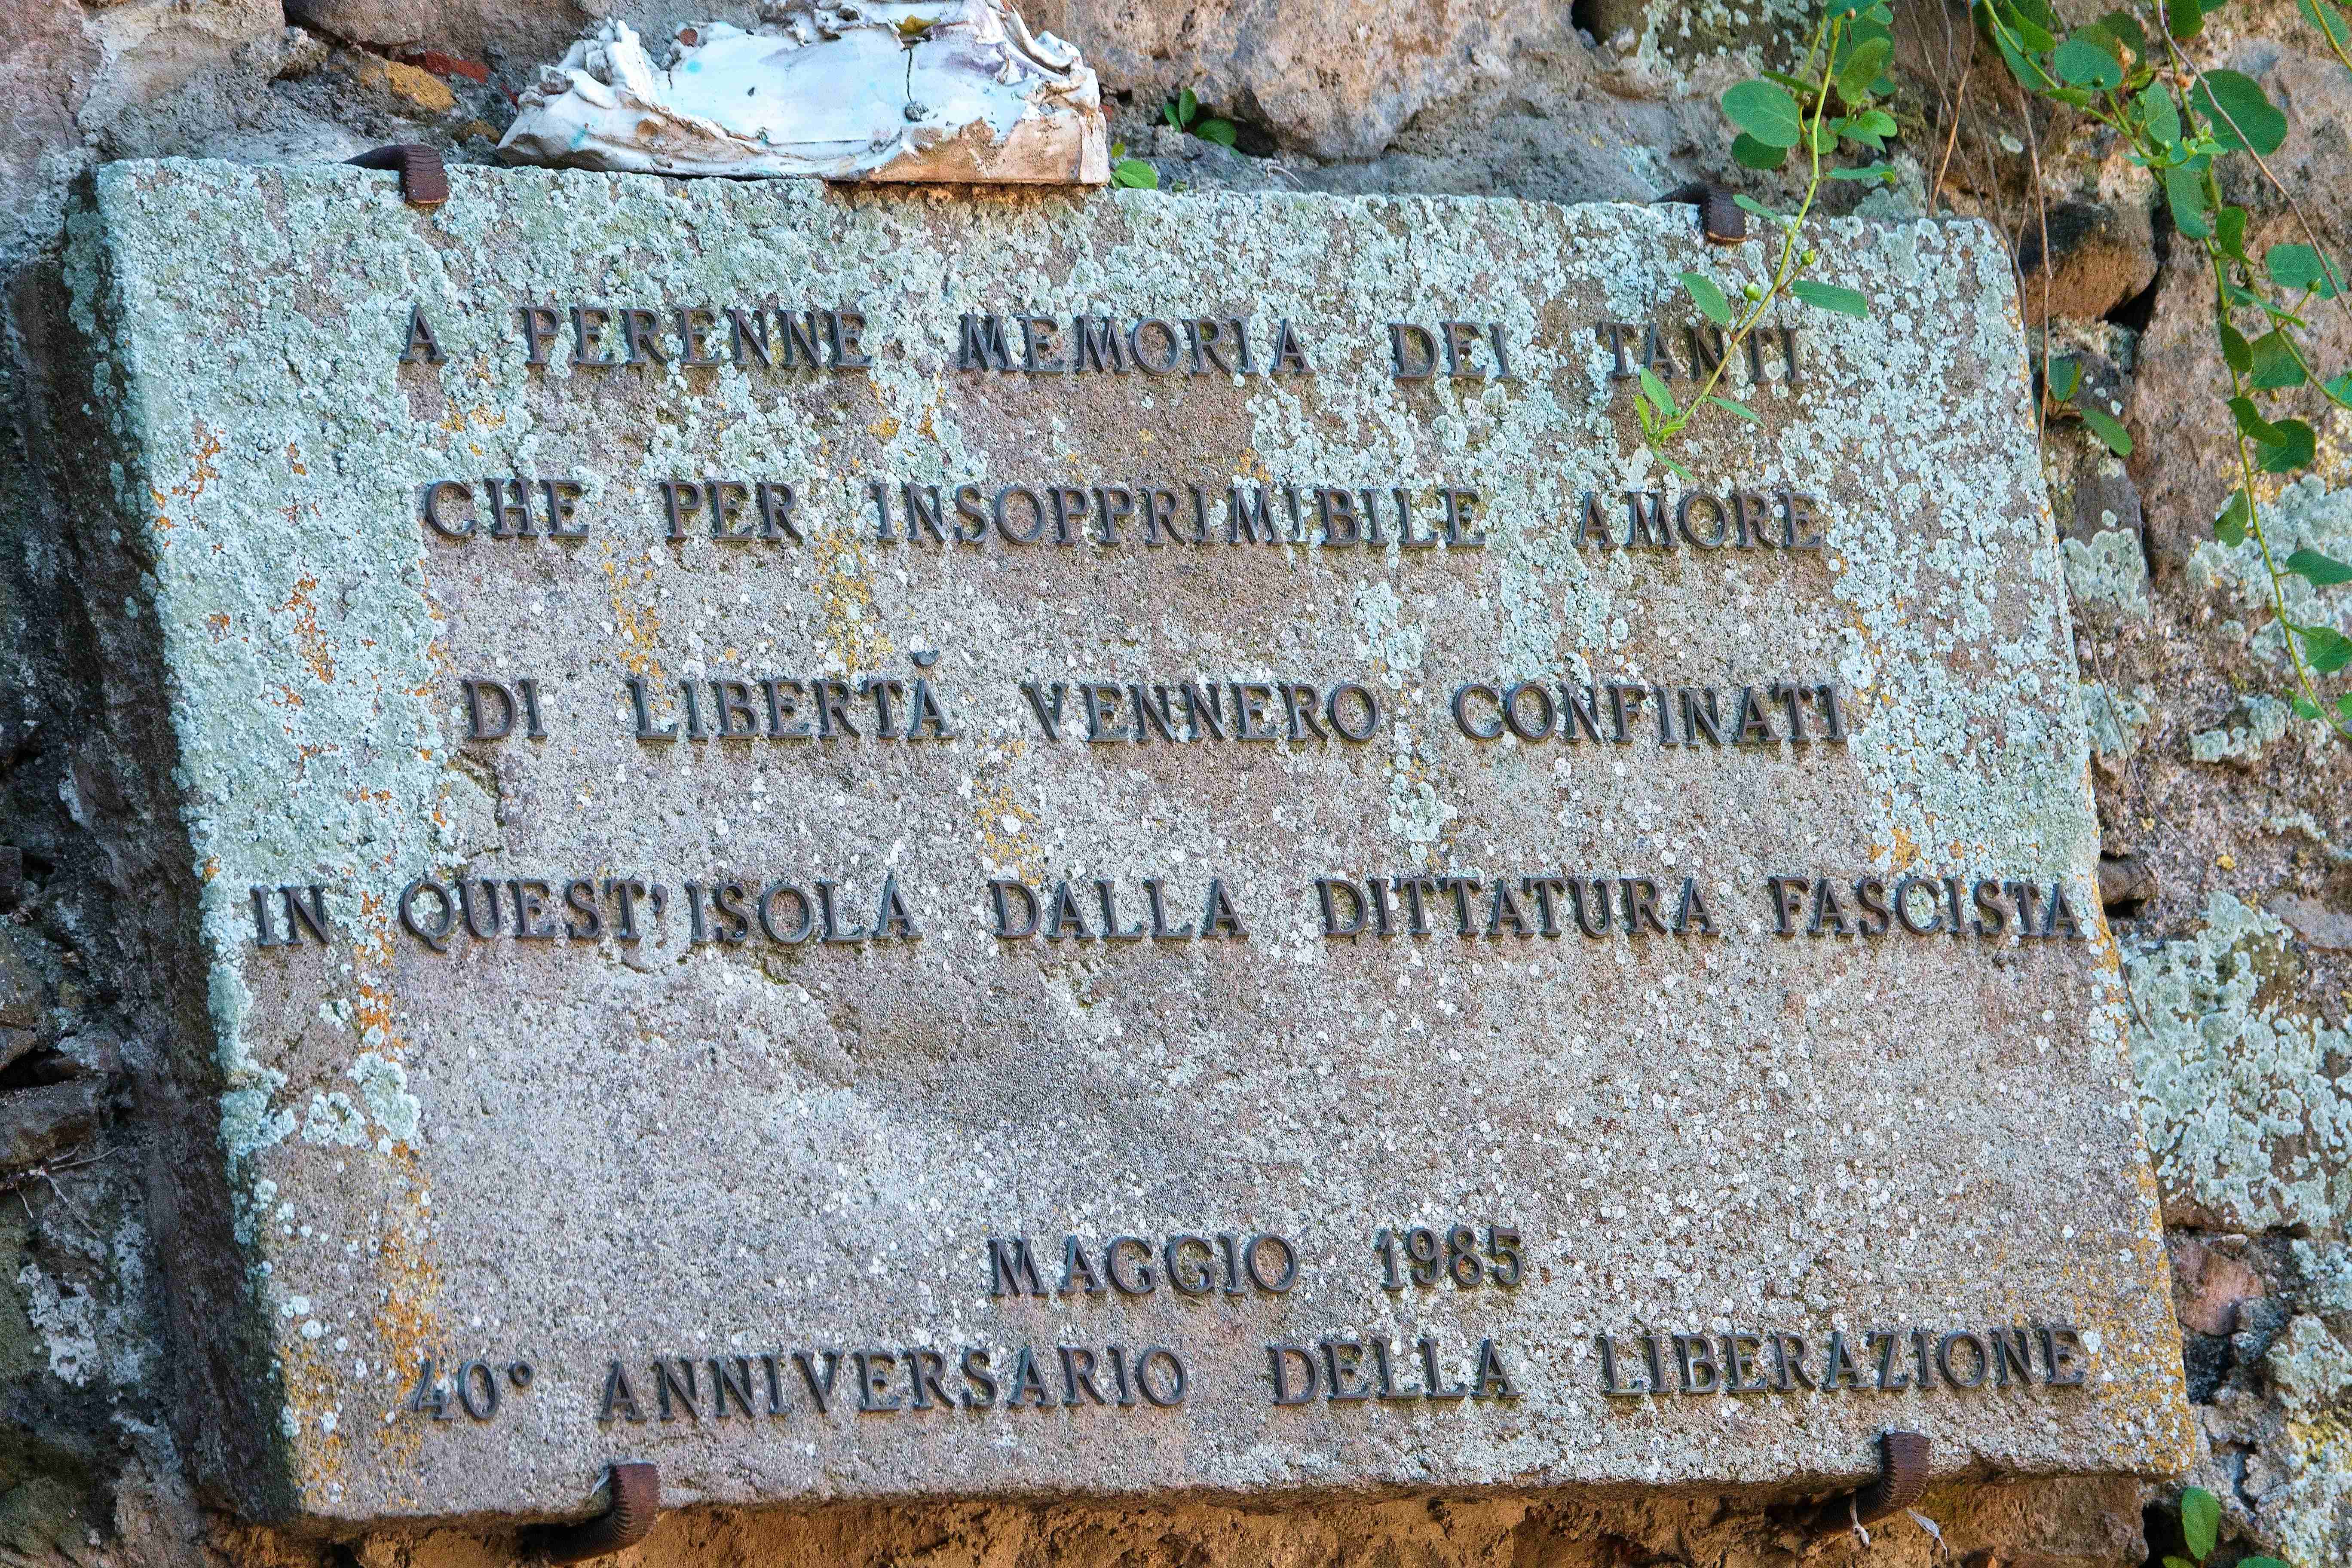 A PERENNE MEMORIA DEI TANTI
CHE PER INSOPPRIMIBILE AMORE
DI LIBERTÀ VENNERO CONFINATI
IN QUEST'ISOLA DALLA DITTATURA FASCISTA
MAGGIO 1985
40° ANNIVERSARIO DELLA LIBERAZIONE